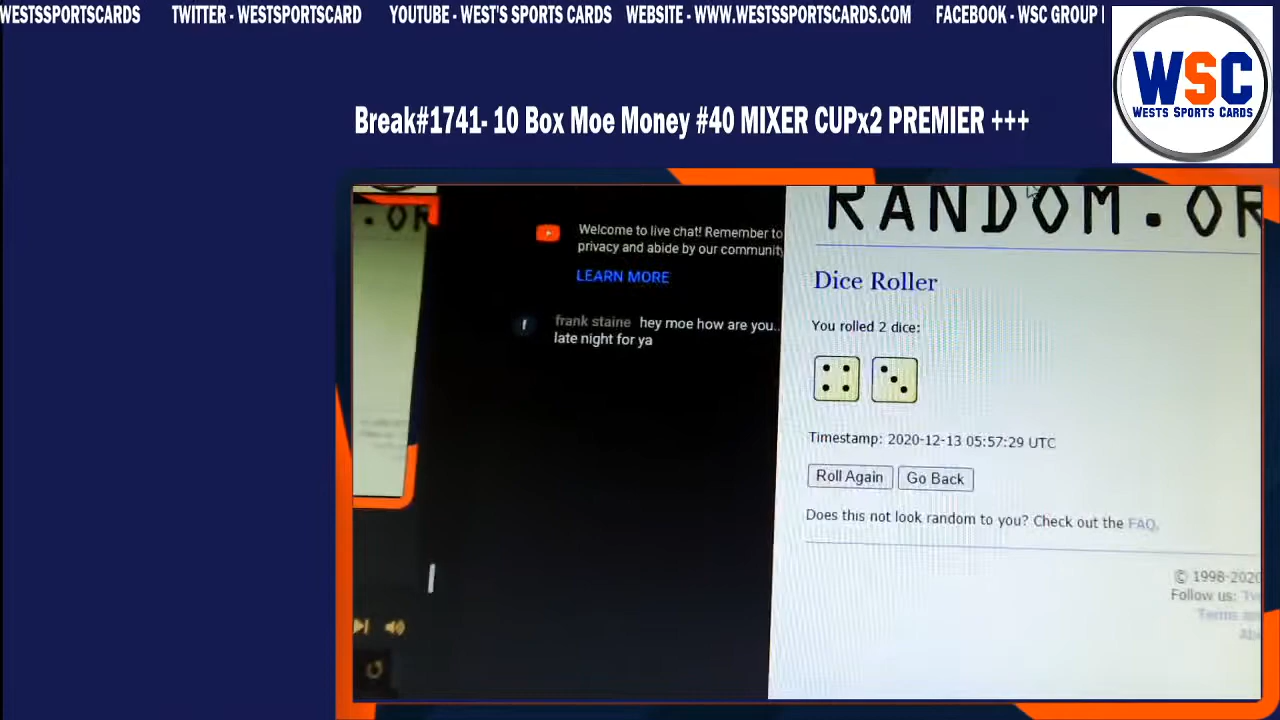 WESTSSPORTSCARDS TWITTER - WESTSPORTSCARD YOUTUBE - WEST'S SPORTS CARDS WEBSITE - WWW.WESTSSPORTSCARDS.COM FACEBOOK - WSC GROUP
WSC
WESTS SPORTS CARDS
Break#1741- 10 Box Moe Money #40 MIXER CUPx2 PREMIER +++
.OR
RANDOM.OR
Welcome to live chat! Remember to
privacy and abide by our community
LEARN MORE
f frank staine hey moe how are you..
late night for ya
Dice Roller
You rolled 2 dice:
Timestamp: 2020-12-13 05:57:29 UTC
Roll Again Go Back
Does this not look random to you? Check out the FAQ.
© 1998-2020
Follow us:
Terms